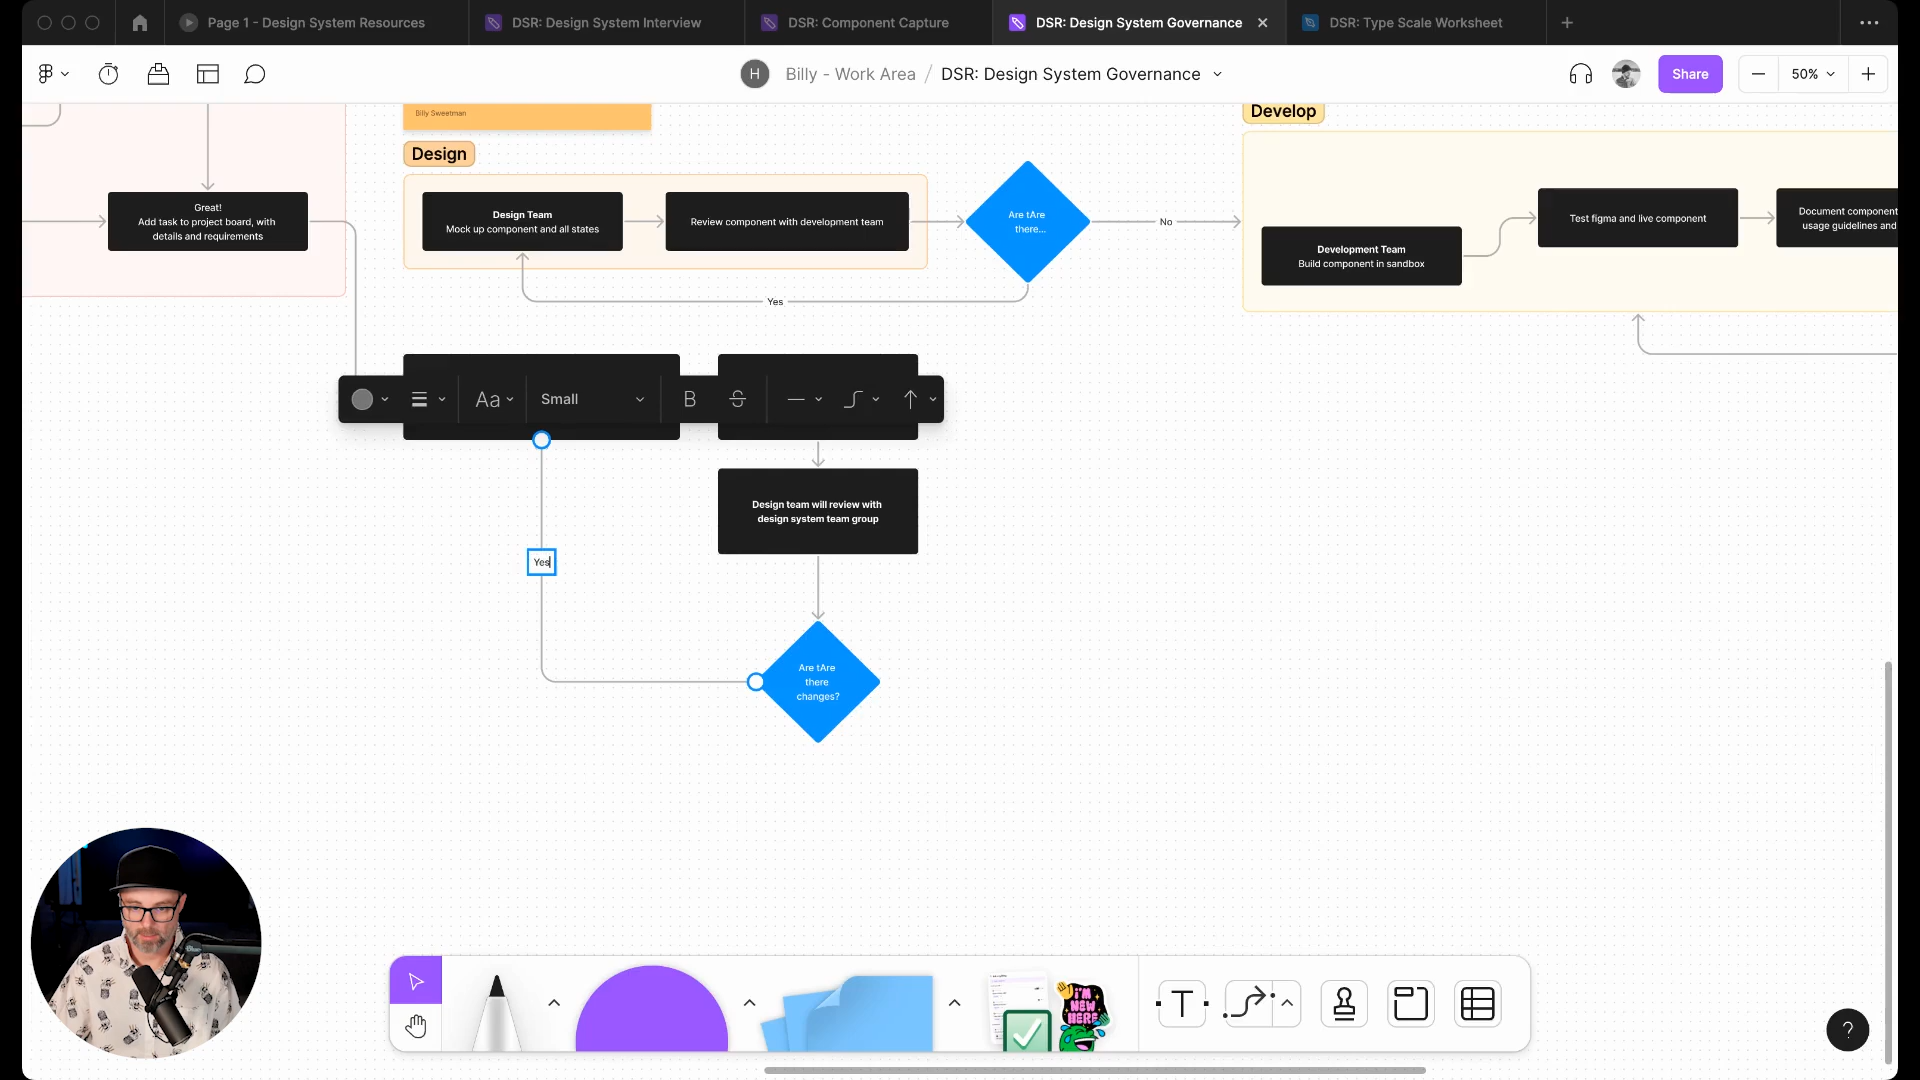 Page 1 - Design System Resources
DSR: Design System Interview
DSR: Component Capture
DSR: Design System Governance
DSR: Type Scale Worksheet
H
Billy - Work Area / DSR: Design System Governance
Share
50%
Billy Sweetman
Develop
Design
Great!
Add task to project board, with
details and requirements
Design Team
Mock up component and all states
Review component with development team
Are tAre
there...
No
Development Team
Build component in sandbox
Test figma and live component
Document component
usage guidelines and
Yes
Aa
Small
B
S
Design team will review with
design system team group
Yes
Are tAre
there
changes?
I'M
NEW
HERE
T
?